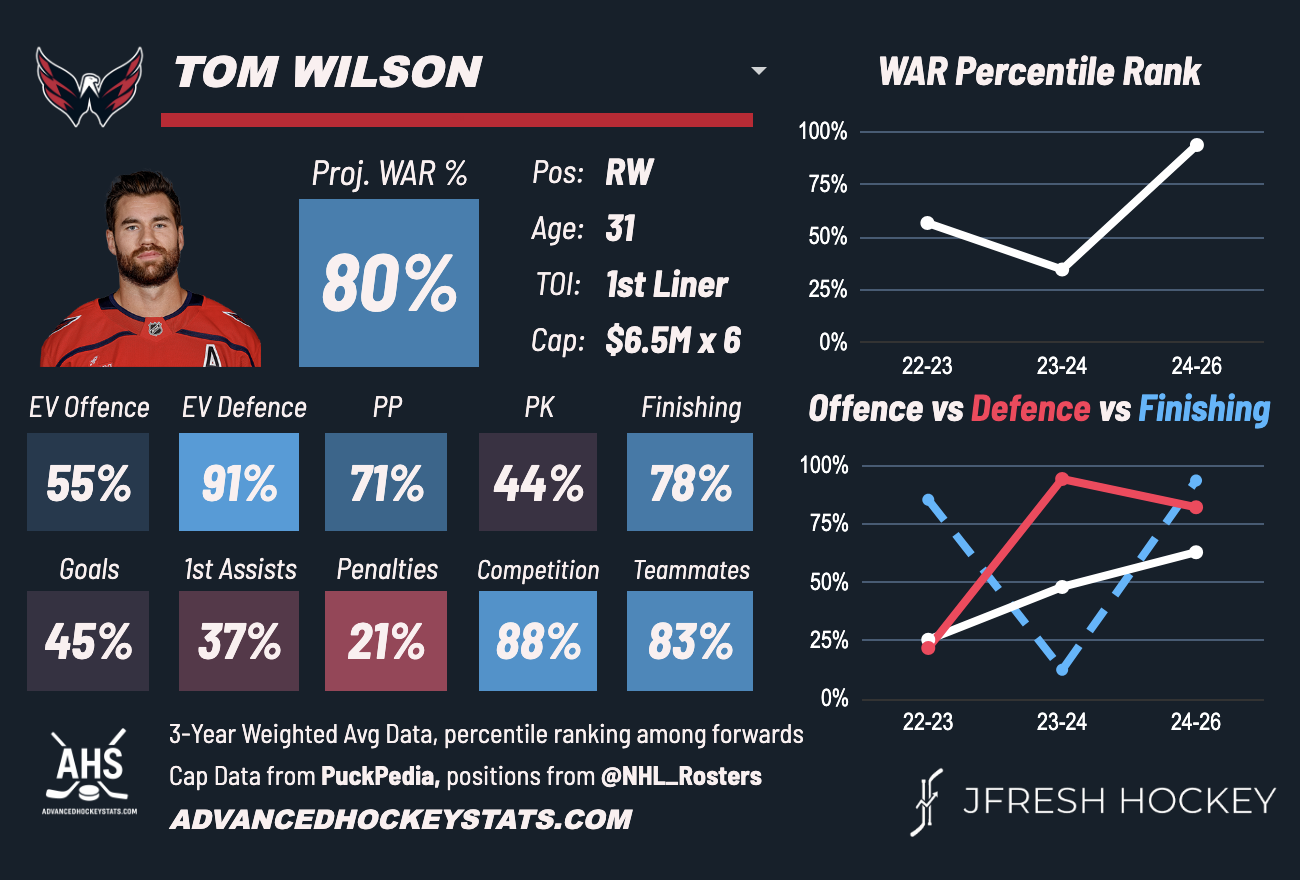 TOM WILSON
Proj. WAR %
80%
Pos: RW
Age: 31
TOI: 1st Liner
Cap: $6.5M x 6
A
EV Offence EV Defence PP PK Finishing
55% 91% 71% 44% 78%
Goals 1st Assists Penalties Competition Teammates
45% 37% 21% 88% 83%
AHS
ADVANCEDHOCKEYSTATS.COM
3-Year Weighted Avg Data, percentile ranking among forwards
Cap Data from PuckPedia, positions from @NHL_Rosters
ADVANCEDHOCKEYSTATS.COM
WAR Percentile Rank
100%
75%
50%
25%
0%
22-23 23-24 24-26
Offence vs Defence vs Finishing
100%
75%
50%
25%
0%
22-23 23-24 24-26
JFRESH HOCKEY